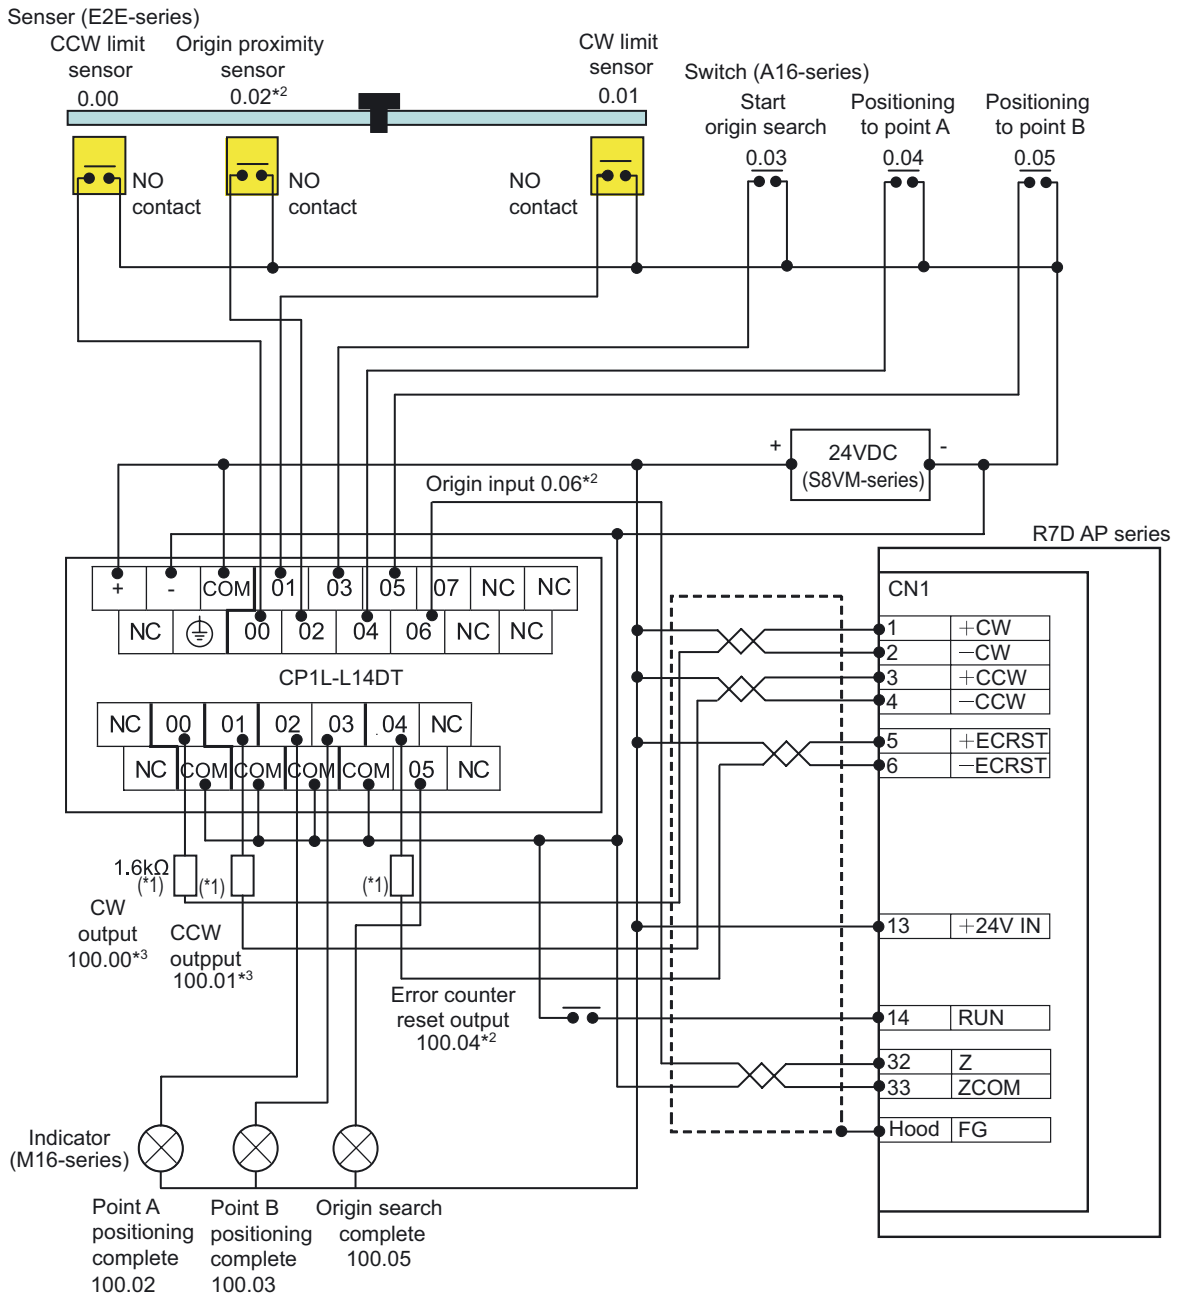 Senser (E2E-series)
CCW limit
sensor
0.00
Origin proximity
sensor
0.02*2
CW limit
sensor
0.01
Switch (A16-series)
Start
origin search
0.03
Positioning
to point A
0.04
Positioning
to point B
0.05
NO
contact
NO
contact
NO
contact
+
24VDC
(S8VM-series)
-
Origin input 0.06*2
R7D AP series
+ - COM 01 03 05 07 NC NC
NC 00 02 04 06 NC NC
CP1L-L14DT
NC 00 01 02 03 04 NC
NC COM COM COM COM 05 NC
CN1
1 +CW
2 −CW
3 +CCW
4 −CCW
5 +ECRST
6 −ECRST
13 +24V IN
14 RUN
32 Z
33 ZCOM
Hood FG
1.6kΩ
(*1)
(*1)
(*1)
CW
output
100.00*3
CCW
outpput
100.01*3
Error counter
reset output
100.04*2
Indicator
(M16-series)
Point A
positioning
complete
100.02
Point B
positioning
complete
100.03
Origin search
complete
100.05